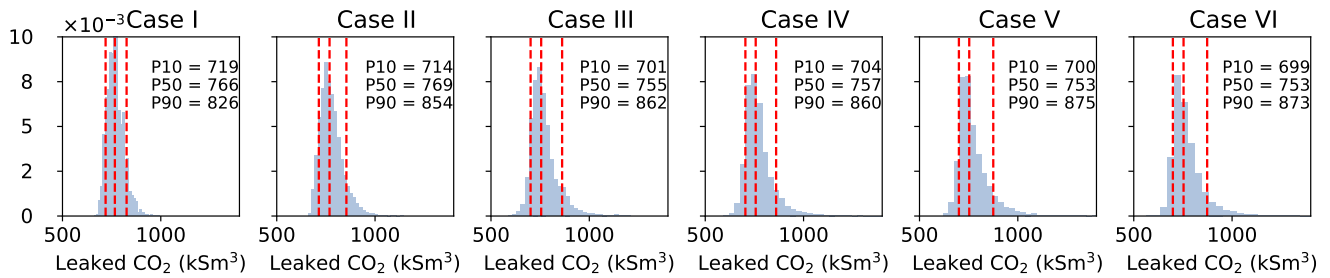 ×10⁻³
Case I
P10 = 719
P50 = 766
P90 = 826
10
8
5
2
0
500
1000
Leaked CO₂ (kSm³)
Case II
P10 = 714
P50 = 769
P90 = 854
500
1000
Leaked CO₂ (kSm³)
Case III
P10 = 701
P50 = 755
P90 = 862
500
1000
Leaked CO₂ (kSm³)
Case IV
P10 = 704
P50 = 757
P90 = 860
500
1000
Leaked CO₂ (kSm³)
Case V
P10 = 700
P50 = 753
P90 = 875
500
1000
Leaked CO₂ (kSm³)
Case VI
P10 = 699
P50 = 753
P90 = 873
500
1000
Leaked CO₂ (kSm³)